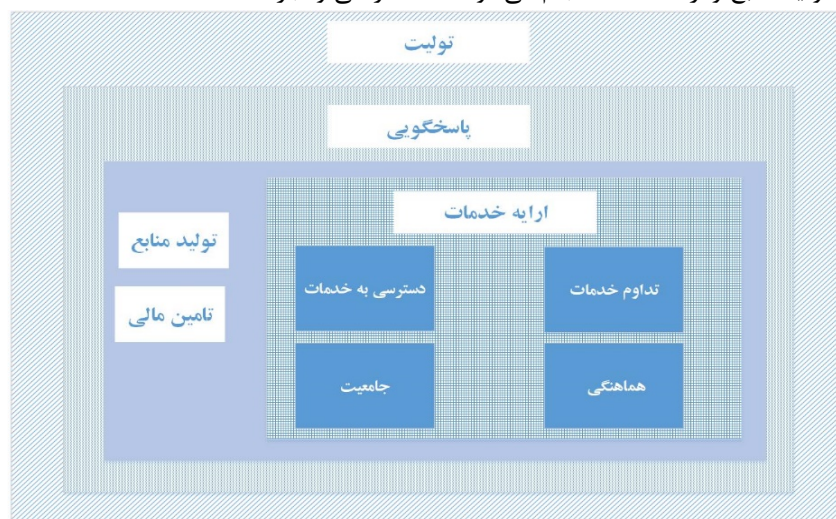 تولیت
پاسخگویی
ارایه خدمات
تولید منابع
تامین مالی
تداوم خدمات
دسترسی به خدمات
هماهنگی
جامعیت